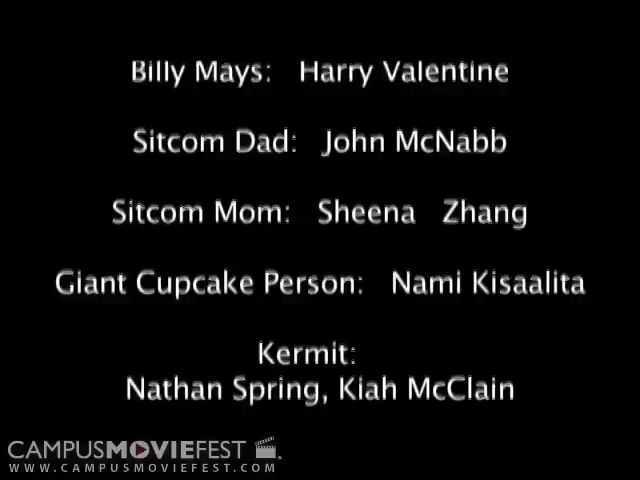 Billy Mays: Harry Valentine
Sitcom Dad: John McNabb
Sitcom Mom: Sheena Zhang
Giant Cupcake Person: Nami Kisaalita
Kermit:
Nathan Spring, Kiah McClain
CAMPUSMOVIEFEST
WWW.CAMPUSMOVIEFEST.COM